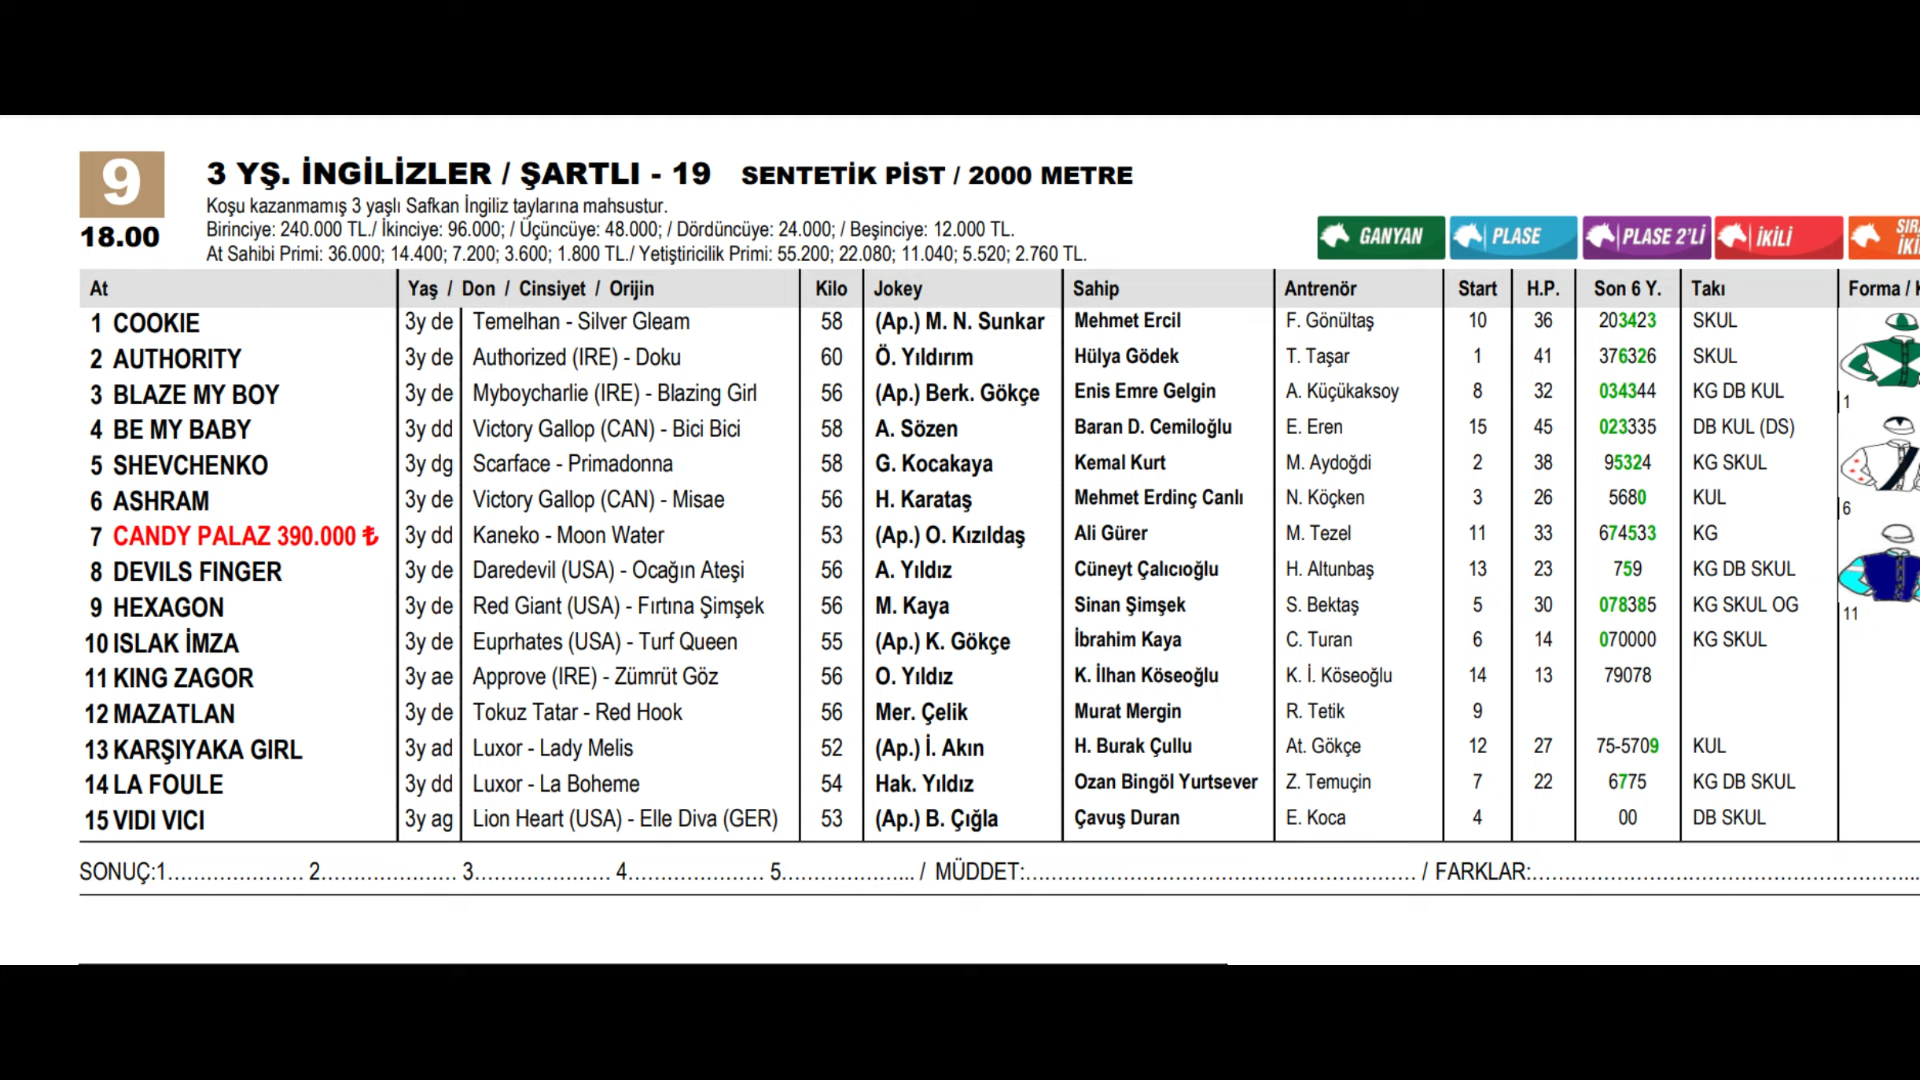 9 3 YŞ. İNGİLİZLER / ŞARTLI - 19 SENTETİK PİST / 2000 METRE
Koşu kazanmamış 3 yaşlı Safkan İngiliz taylarına mahsustur.
18.00 Birinciye: 240.000 TL./ İkinciye: 96.000; / Üçüncüye: 48.000; / Dördüncüye: 24.000; / Beşinciye: 12.000 TL.
At Sahibi Primi: 36.000; 14.400; 7.200; 3.600; 1.800 TL./ Yetiştiricilik Primi: 55.200; 22.080; 11.040; 5.520; 2.760 TL.
GANYAN PLASE PLASE 2'Lİ İKİLİ
At Yaş / Don / Cinsiyet / Orijin Kilo Jokey Sahip Antrenör Start H.P. Son 6 Y. Takı Forma /
1 COOKIE 3y de Temelhan - Silver Gleam 58 (Ap.) M. N. Sunkar Mehmet Ercil F. Gönültaş 10 36 203423 SKUL
2 AUTHORITY 3y de Authorized (IRE) - Doku 60 Ö. Yıldırım Hülya Gödek T. Taşar 1 41 376326 SKUL
3 BLAZE MY BOY 3y de Myboycharlie (IRE) - Blazing Girl 56 (Ap.) Berk. Gökçe Enis Emre Gelgin A. Küçükaksoy 8 32 034344 KG DB KUL
1
4 BE MY BABY 3y dd Victory Gallop (CAN) - Bici Bici 58 A. Sözen Baran D. Cemiloğlu E. Eren 15 45 023335 DB KUL (DS)
5 SHEVCHENKO 3y dg Scarface - Primadonna 58 G. Kocakaya Kemal Kurt M. Aydoğdi 2 38 95324 KG SKUL
6 ASHRAM 3y de Victory Gallop (CAN) - Misae 56 H. Karataş Mehmet Erdinç Canlı N. Köçken 3 26 5680 KUL
6
7 CANDY PALAZ 390.000 ₺ 3y dd Kaneko - Moon Water 53 (Ap.) O. Kızıldaş Ali Gürer M. Tezel 11 33 674533 KG
8 DEVILS FINGER 3y de Daredevil (USA) - Ocağın Ateşi 56 A. Yıldız Cüneyt Çalıcıoğlu H. Altunbaş 13 23 759 KG DB SKUL
9 HEXAGON 3y de Red Giant (USA) - Fırtına Şimşek 56 M. Kaya Sinan Şimşek S. Bektaş 5 30 078385 KG SKUL OG
11
10 ISLAK İMZA 3y de Euprhates (USA) - Turf Queen 55 (Ap.) K. Gökçe İbrahim Kaya C. Turan 6 14 070000 KG SKUL
11 KING ZAGOR 3y ae Approve (IRE) - Zümrüt Göz 56 O. Yıldız K. İlhan Köseoğlu K. İ. Köseoğlu 14 13 79078
12 MAZATLAN 3y de Tokuz Tatar - Red Hook 56 Mer. Çelik Murat Mergin R. Tetik 9
13 KARŞIYAKA GIRL 3y ad Luxor - Lady Melis 52 (Ap.) İ. Akın H. Burak Çullu At. Gökçe 12 27 75-5709 KUL
14 LA FOULE 3y dd Luxor - La Boheme 54 Hak. Yıldız Ozan Bingöl Yurtsever Z. Temuçin 7 22 6775 KG DB SKUL
15 VIDI VICI 3y ag Lion Heart (USA) - Elle Diva (GER) 53 (Ap.) B. Çığla Çavuş Duran E. Koca 4 00 DB SKUL
SONUÇ:1..................... 2..................... 3..................... 4..................... 5.................... / MÜDDET:............................................................ / FARKLAR:............................................................